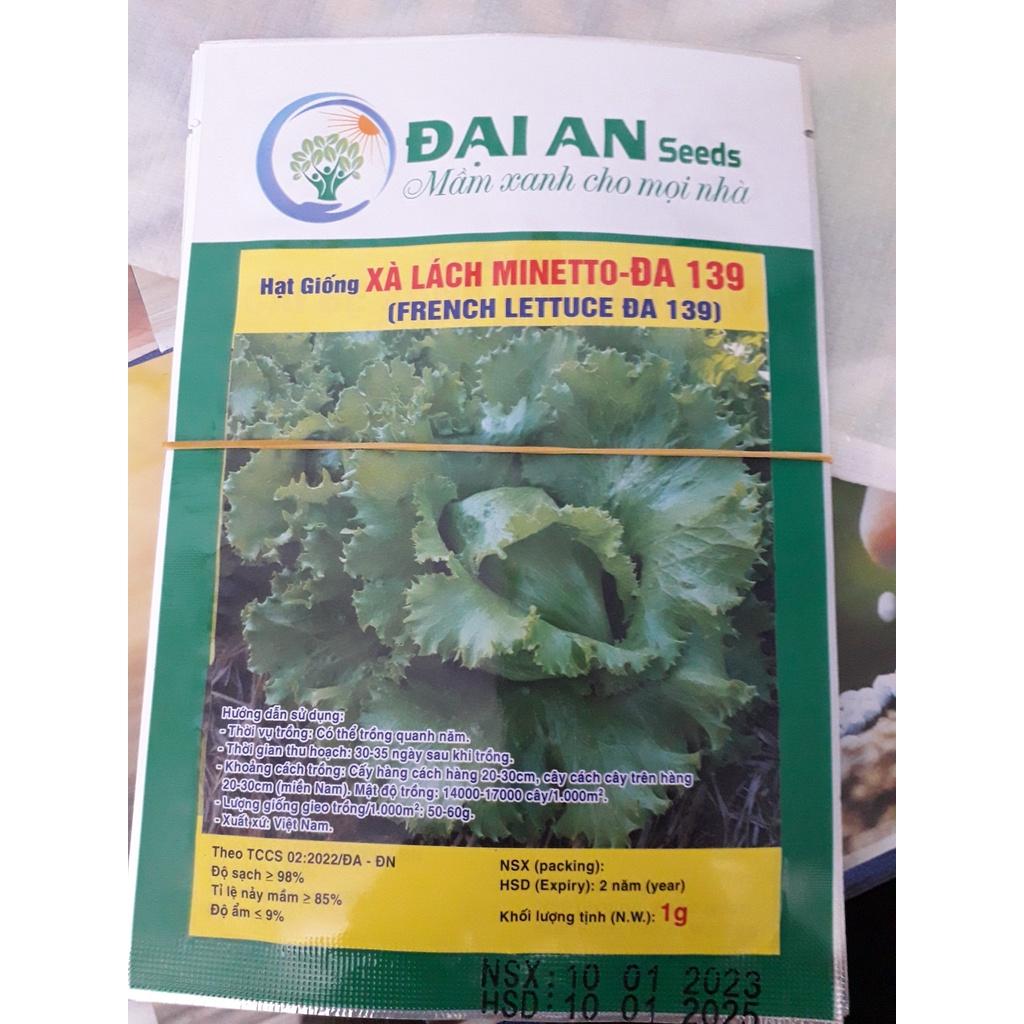 ĐẠI AN Seeds
Mầm xanh cho mọi nhà
Hạt Giống XÀ LÁCH MINETTO-ĐA 139
(FRENCH LETTUCE ĐA 139)
Hướng dẫn sử dụng:
- Thời vụ trồng: Có thể trồng quanh năm.
- Thời gian thu hoạch: 30-35 ngày sau khi trồng.
- Khoảng cách trồng: Cấy hàng cách hàng 20-30cm, cây cách cây trên hàng
20-30cm (miền Nam). Mật độ trồng: 14000-17000 cây/1.000m².
- Lượng giống gieo trồng/1.000m²: 50-60g.
- Xuất xứ: Việt Nam.
Theo TCCS 02:2022/ĐA - ĐN
Độ sạch ≥ 98%
Tỉ lệ nảy mầm ≥ 85%
Độ ẩm ≤ 9%
NSX (packing):
HSD (Expiry): 2 năm (year)
Khối lượng tịnh (N.W.): 1g
NSX: 10 01 2023
HSD: 10 01 2025